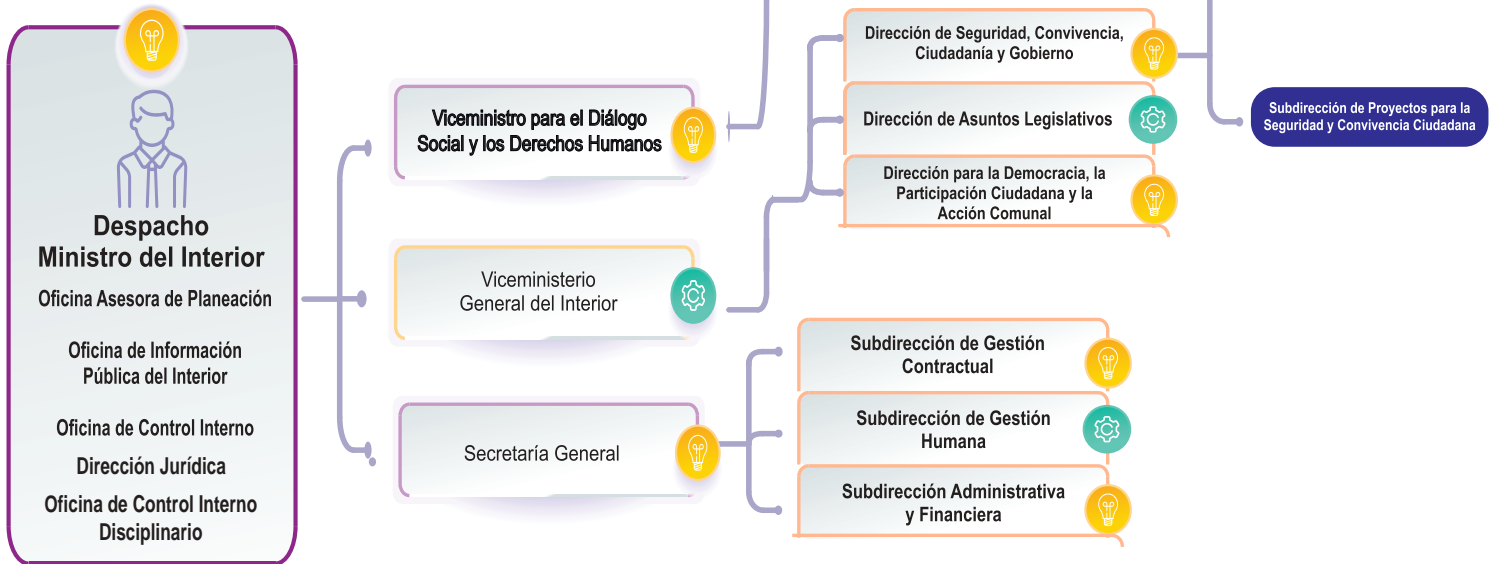 Despacho
Ministro del Interior
Oficina Asesora de Planeación
Oficina de Información
Pública del Interior
Oficina de Control Interno
Dirección Jurídica
Oficina de Control Interno
Disciplinario
Viceministro para el Diálogo
Social y los Derechos Humanos
Viceministerio
General del Interior
Secretaría General
Dirección de Seguridad, Convivencia,
Ciudadanía y Gobierno
Dirección de Asuntos Legislativos
Dirección para la Democracia, la
Participación Ciudadana y la
Acción Comunal
Subdirección de Gestión
Contractual
Subdirección de Gestión
Humana
Subdirección Administrativa
y Financiera
Subdirección de Proyectos para la
Seguridad y Convivencia Ciudadana